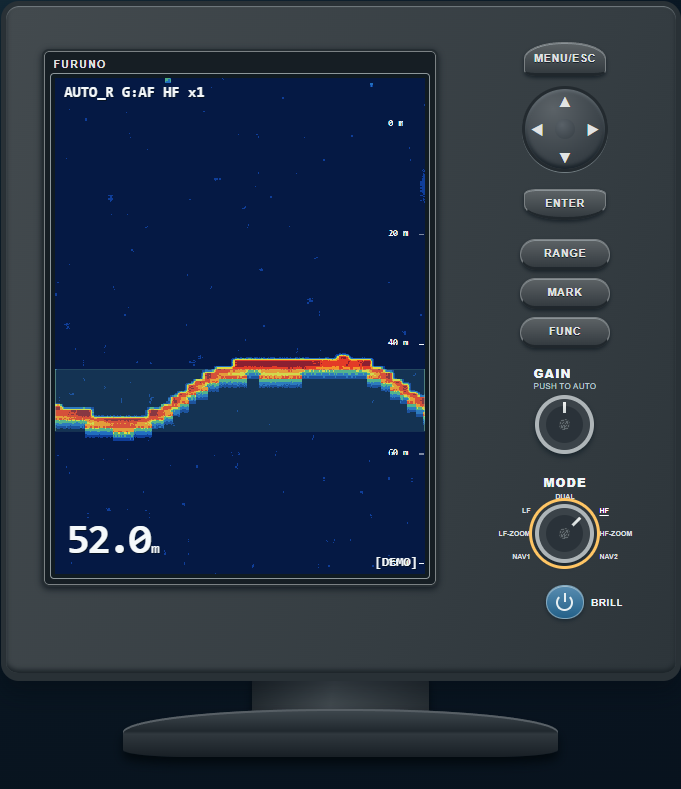 FURUNO
AUTO_R G:AF HF x1
0 m
20 m
40 m
60 m
52.0m
[DEMO]
MENU/ESC
ENTER
RANGE
MARK
FUNC
GAIN
PUSH TO AUTO
MODE
DUAL
LF
HF
LF-ZOOM
HF-ZOOM
NAV1
NAV2
BRILL